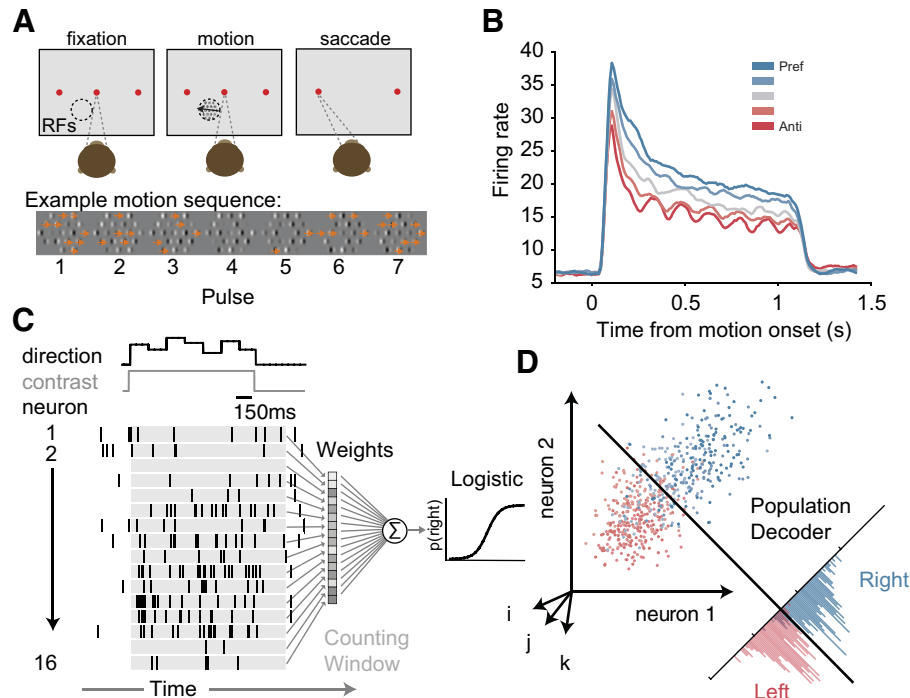 A
fixation
motion
saccade
RFs
Example motion sequence:
1 2 3 4 5 6 7
Pulse
B
40
35
30
25
20
15
10
5
Firing rate
Pref
Anti
0 0.5 1 1.5
Time from motion onset (s)
C
direction
contrast
neuron
150ms
1
2
16
Weights
Σ
Logistic
p(right)
Counting
Window
Time
D
neuron 2
neuron 1
i
j
k
Population
Decoder
Right
Left